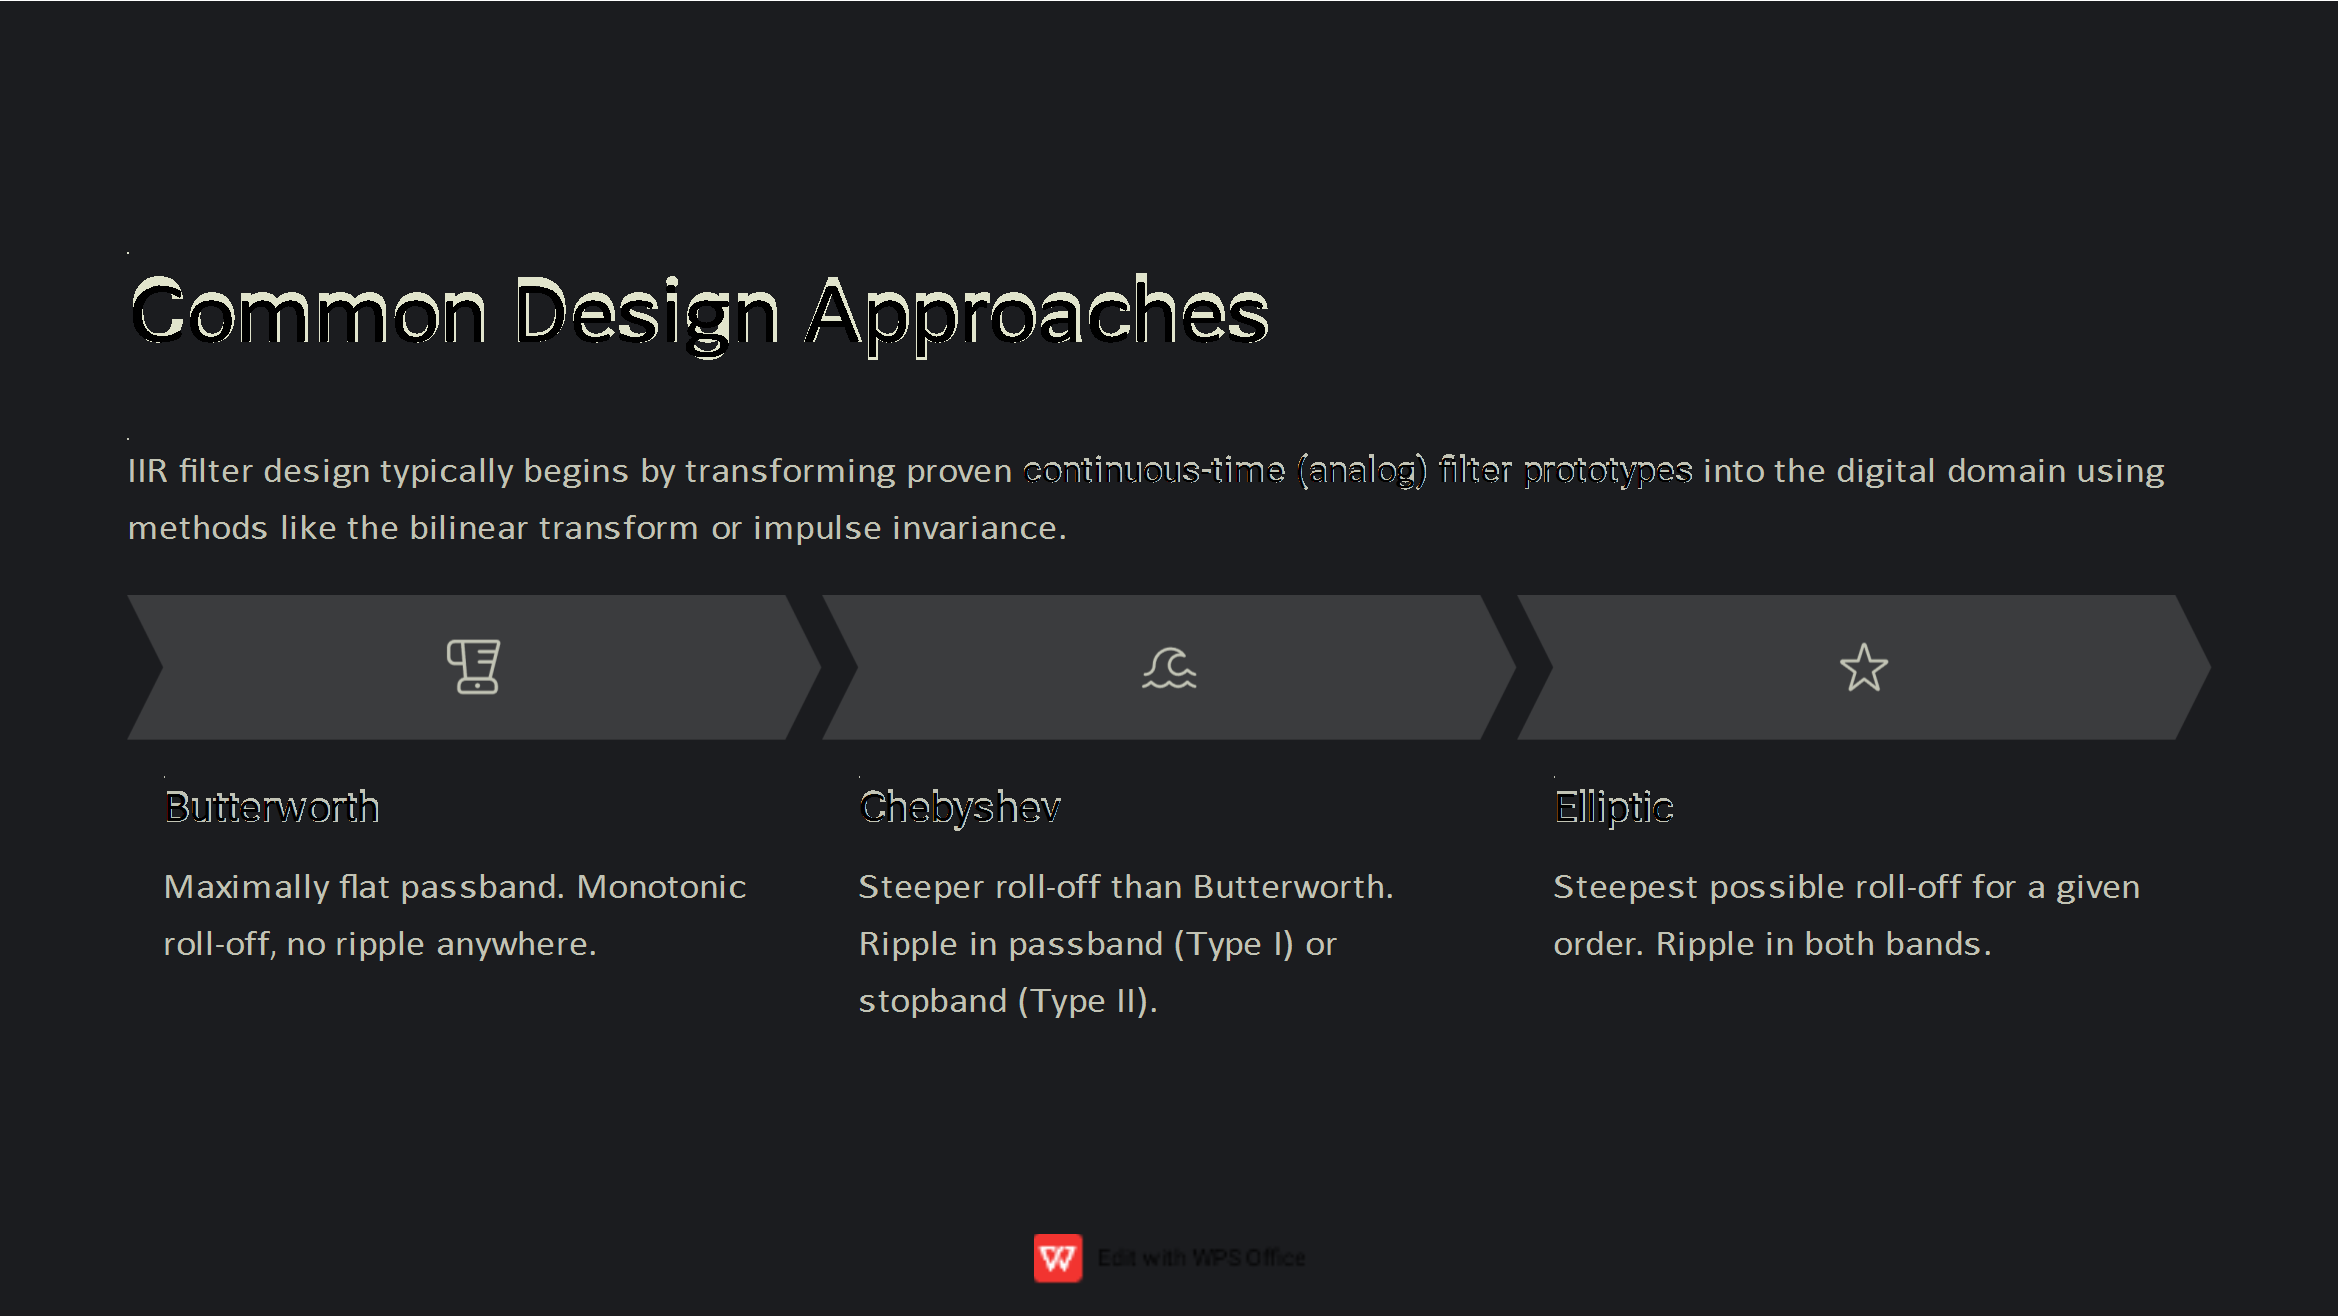 Common Design Approaches
IIR filter design typically begins by transforming proven continuous-time (analog) filter prototypes into the digital domain using
methods like the bilinear transform or impulse invariance.
Butterworth
Maximally flat passband. Monotonic
roll-off, no ripple anywhere.
Chebyshev
Steeper roll-off than Butterworth.
Ripple in passband (Type I) or
stopband (Type II).
Elliptic
Steepest possible roll-off for a given
order. Ripple in both bands.
Edit with WPS Office